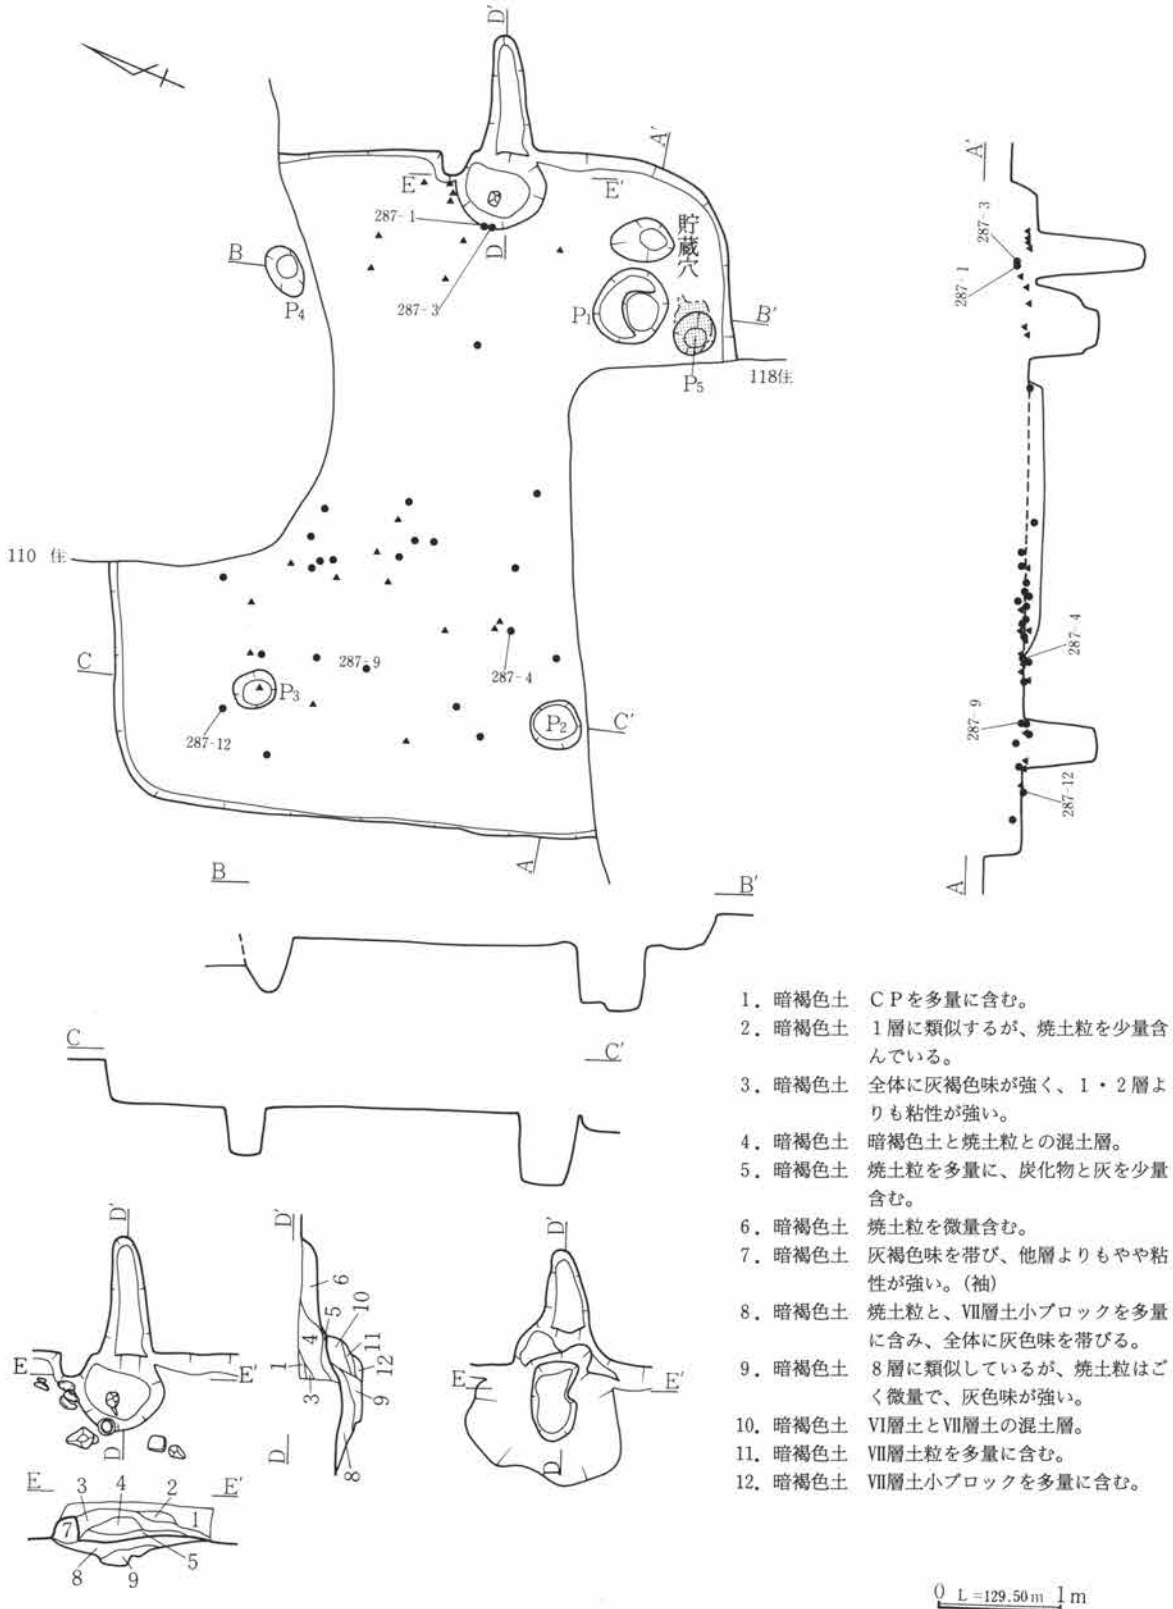 D′
A′
E
E′
287-1
D
貯蔵穴
B
P₄
287-3
P₁
B′
P₅
118住
110 住
C
287-9
287-4
P₃
P₂
C′
287-12
A
A′
287-3
287-1
287-4
287-9
287-12
A
B
B′
C
C′
1. 暗褐色土 CPを多量に含む。
2. 暗褐色土 1層に類似するが、焼土粒を少量含
んでいる。
3. 暗褐色土 全体に灰褐色味が強く、1・2層よ
りも粘性が強い。
4. 暗褐色土 暗褐色土と焼土粒との混土層。
5. 暗褐色土 焼土粒を多量に、炭化物と灰を少量
含む。
6. 暗褐色土 焼土粒を微量含む。
7. 暗褐色土 灰褐色味を帯び、他層よりもやや粘
性が強い。(袖)
8. 暗褐色土 焼土粒と、Ⅶ層土小ブロックを多量
に含み、全体に灰色味を帯びる。
9. 暗褐色土 8層に類似しているが、焼土粒はご
く微量で、灰色味が強い。
10. 暗褐色土 Ⅵ層土とⅦ層土の混土層。
11. 暗褐色土 Ⅶ層土粒を多量に含む。
12. 暗褐色土 Ⅶ層土小ブロックを多量に含む。
D′
E
E′
D
D′
6
10
5
4
11
1
12
3
9
D
8
D′
E
E′
D
E
E′
3
4
2
7
1
5
8
9
0 L=129.50m 1m